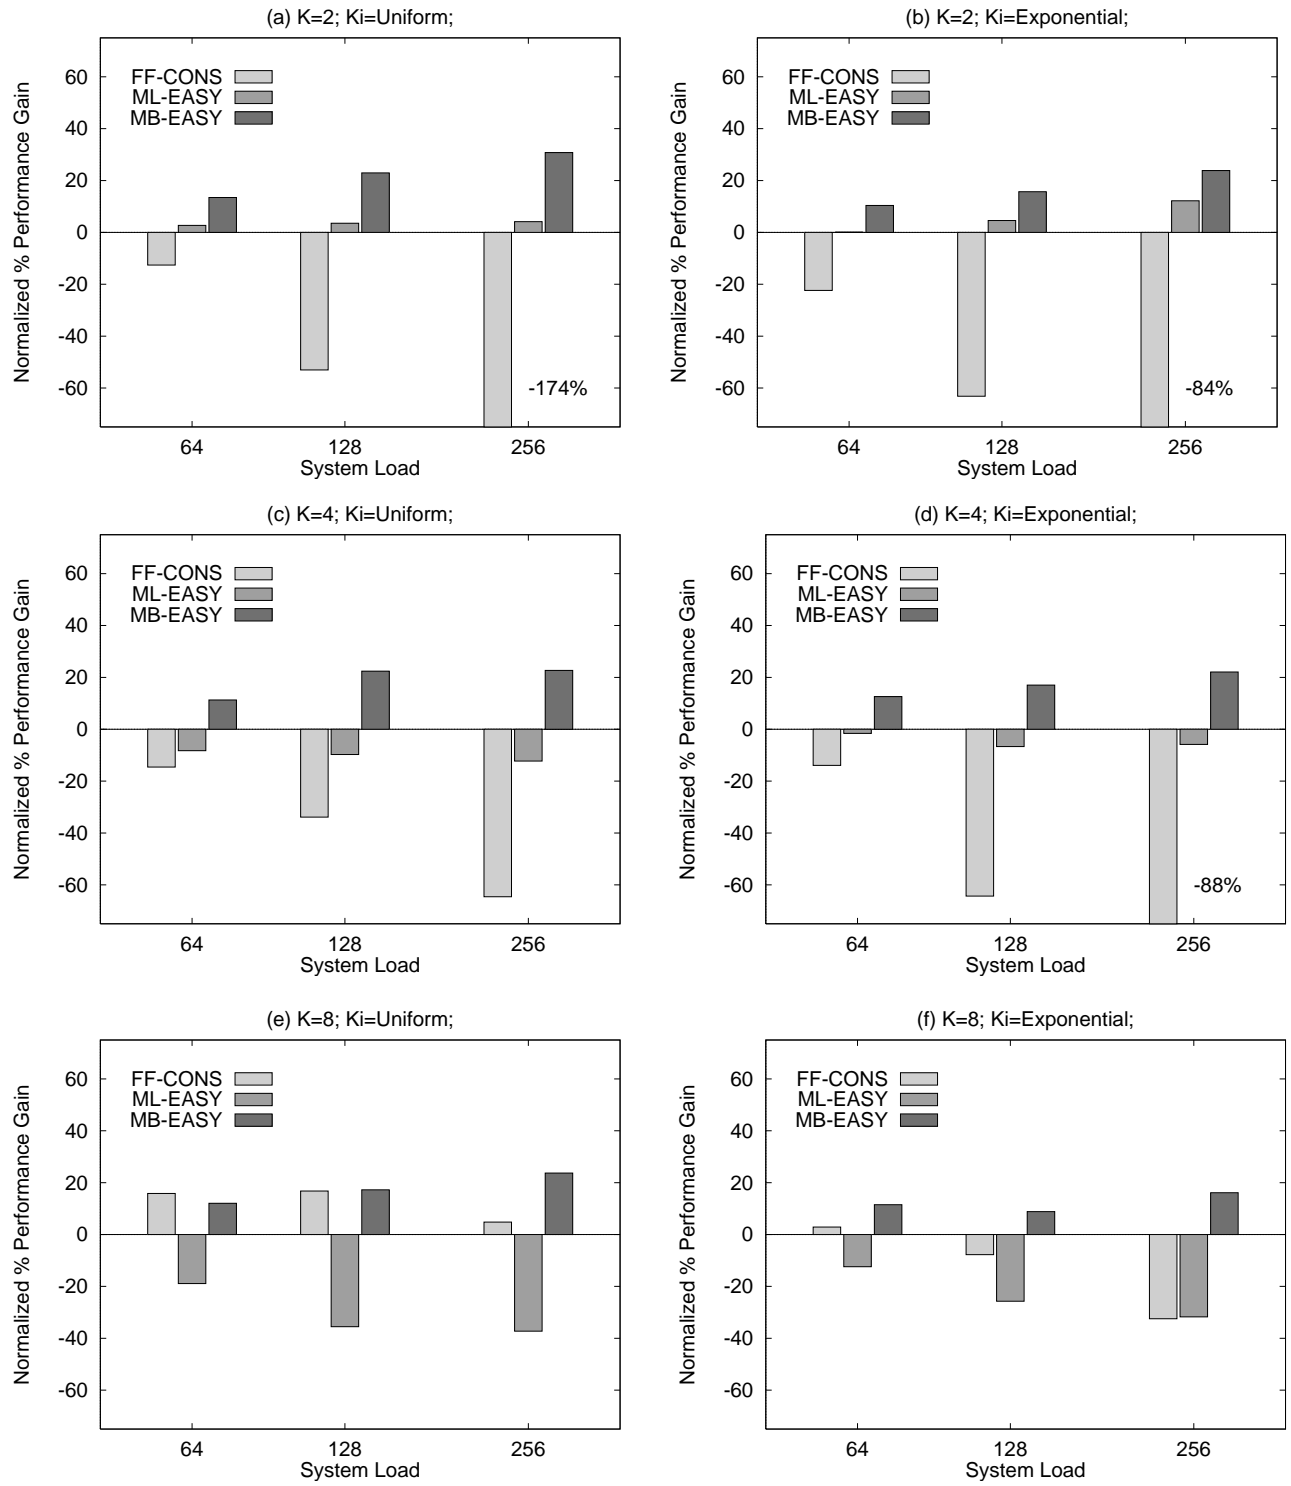 (a) K=2; Ki=Uniform;
Normalized % Performance Gain
60
40
20
0
-20
-40
-60
FF-CONS
ML-EASY
MB-EASY
-174%
64 128 256
System Load
(b) K=2; Ki=Exponential;
Normalized % Performance Gain
60
40
20
0
-20
-40
-60
FF-CONS
ML-EASY
MB-EASY
-84%
64 128 256
System Load
(c) K=4; Ki=Uniform;
Normalized % Performance Gain
60
40
20
0
-20
-40
-60
FF-CONS
ML-EASY
MB-EASY
64 128 256
System Load
(d) K=4; Ki=Exponential;
Normalized % Performance Gain
60
40
20
0
-20
-40
-60
FF-CONS
ML-EASY
MB-EASY
-88%
64 128 256
System Load
(e) K=8; Ki=Uniform;
Normalized % Performance Gain
60
40
20
0
-20
-40
-60
FF-CONS
ML-EASY
MB-EASY
64 128 256
System Load
(f) K=8; Ki=Exponential;
Normalized % Performance Gain
60
40
20
0
-20
-40
-60
FF-CONS
ML-EASY
MB-EASY
64 128 256
System Load